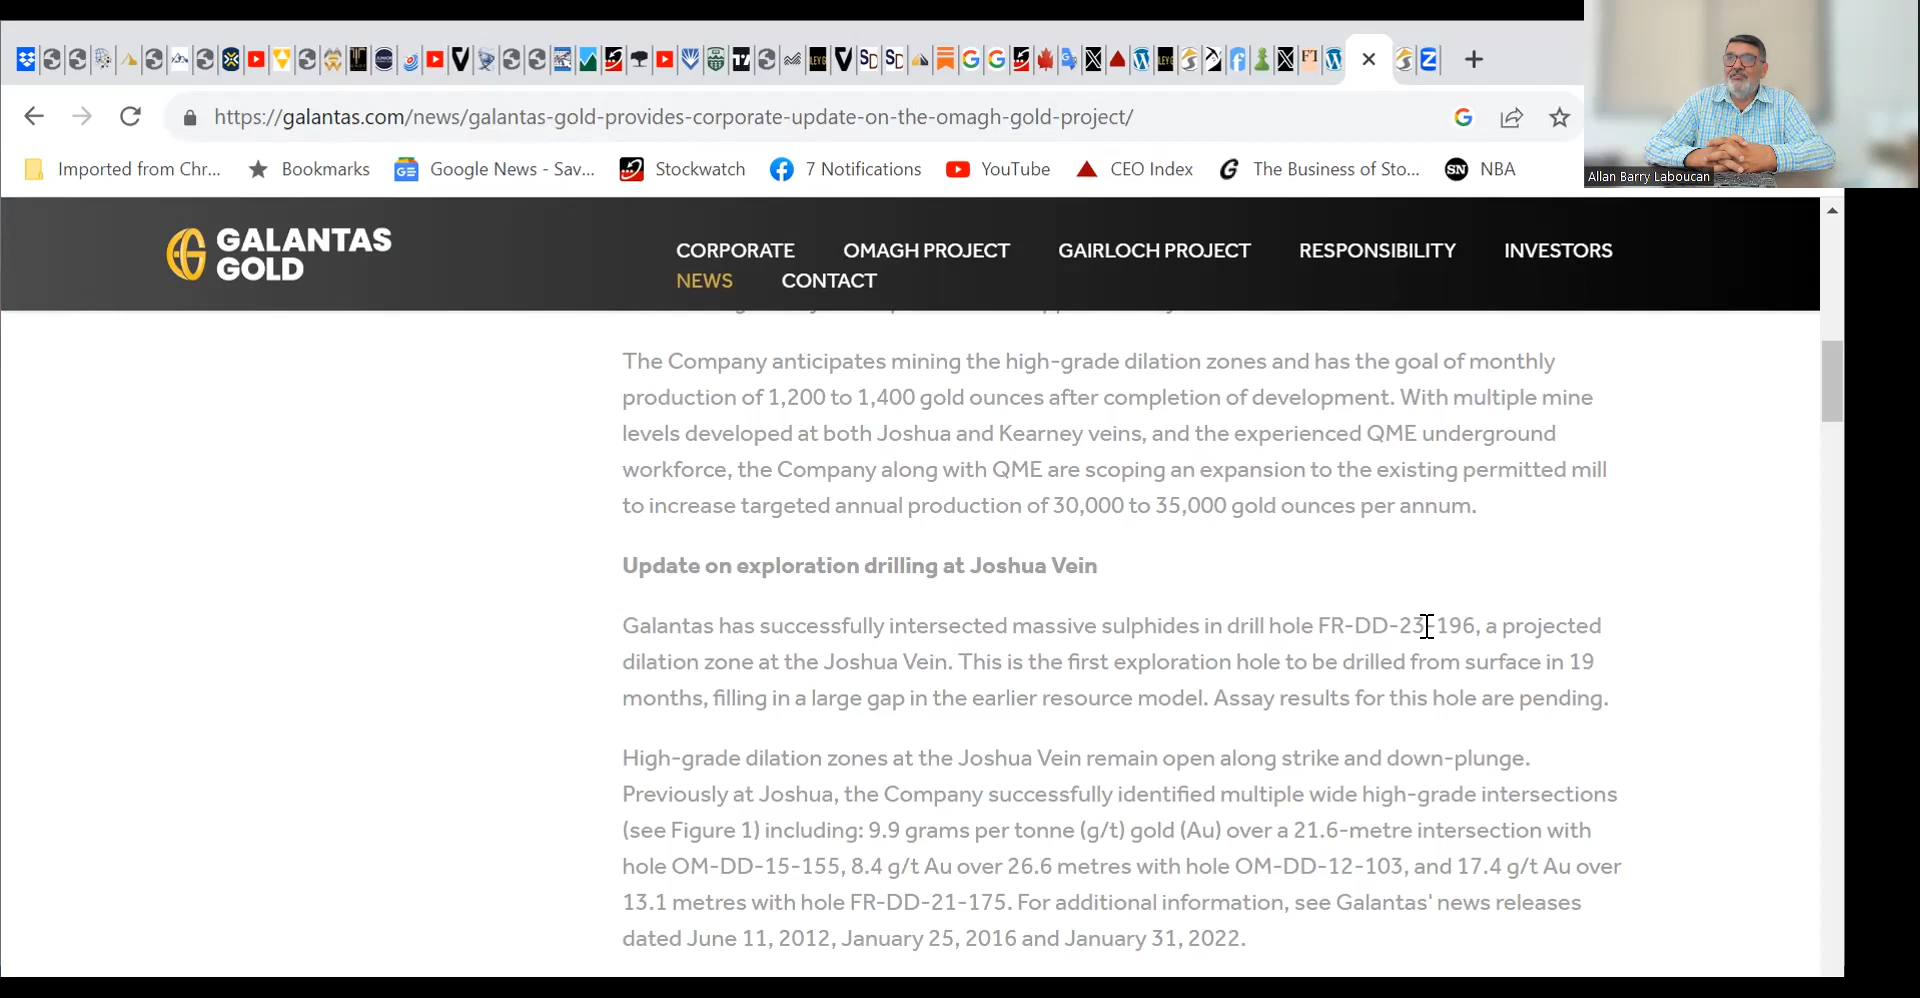 https://galantas.com/news/galantas-gold-provides-corporate-update-on-the-omagh-gold-project/
Imported from Chr... Bookmarks Google News - Sav... Stockwatch 7 Notifications YouTube CEO Index The Business of Sto... NBA
Allan Barry Laboucan
GALANTAS GOLD
CORPORATE OMAGH PROJECT GAIRLOCH PROJECT RESPONSIBILITY INVESTORS
NEWS CONTACT
The Company anticipates mining the high-grade dilation zones and has the goal of monthly
production of 1,200 to 1,400 gold ounces after completion of development. With multiple mine
levels developed at both Joshua and Kearney veins, and the experienced QME underground
workforce, the Company along with QME are scoping an expansion to the existing permitted mill
to increase targeted annual production of 30,000 to 35,000 gold ounces per annum.
Update on exploration drilling at Joshua Vein
Galantas has successfully intersected massive sulphides in drill hole FR-DD-23-196, a projected
dilation zone at the Joshua Vein. This is the first exploration hole to be drilled from surface in 19
months, filling in a large gap in the earlier resource model. Assay results for this hole are pending.
High-grade dilation zones at the Joshua Vein remain open along strike and down-plunge.
Previously at Joshua, the Company successfully identified multiple wide high-grade intersections
(see Figure 1) including: 9.9 grams per tonne (g/t) gold (Au) over a 21.6-metre intersection with
hole OM-DD-15-155, 8.4 g/t Au over 26.6 metres with hole OM-DD-12-103, and 17.4 g/t Au over
13.1 metres with hole FR-DD-21-175. For additional information, see Galantas' news releases
dated June 11, 2012, January 25, 2016 and January 31, 2022.